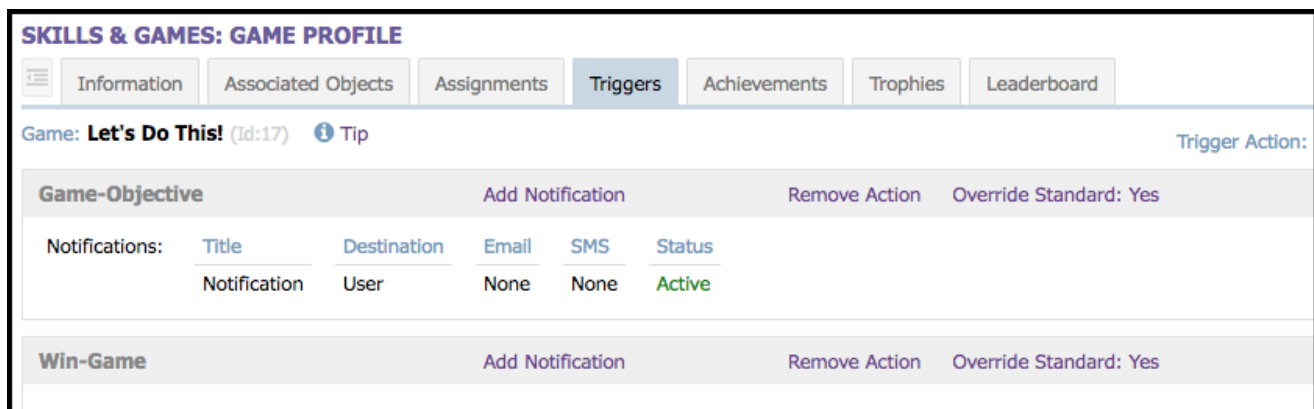 SKILLS & GAMES: GAME PROFILE
Information Associated Objects Assignments Triggers Achievements Trophies Leaderboard
Game: Let's Do This! (Id:17) Tip
Trigger Action:
Game-Objective Add Notification Remove Action Override Standard: Yes
Notifications: Title Destination Email SMS Status
Notification User None None Active
Win-Game Add Notification Remove Action Override Standard: Yes